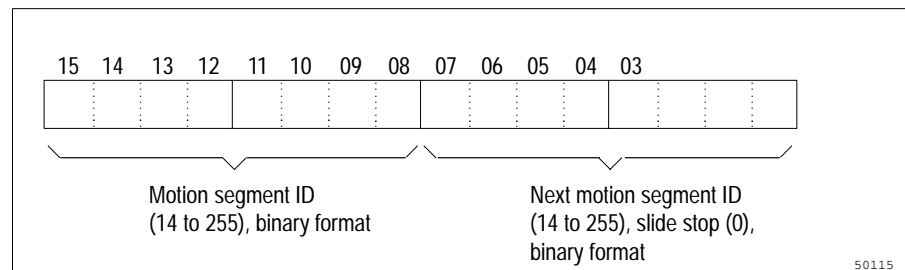 15 14 13 12 11 10 09 08 07 06 05 04 03
Motion segment ID
(14 to 255), binary format
Next motion segment ID
(14 to 255), slide stop (0),
binary format
50115